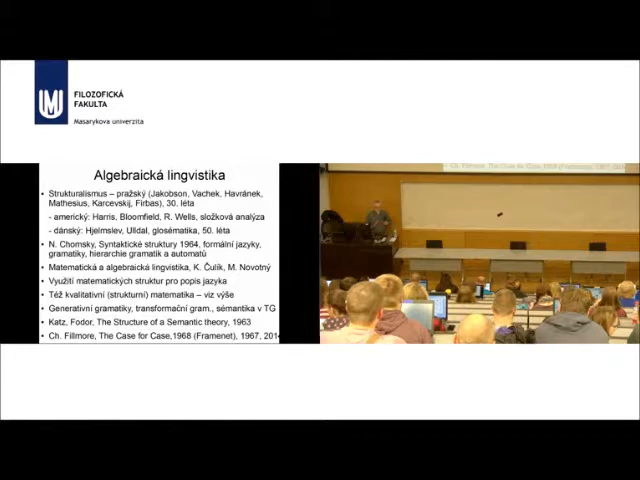 FILOZOFICKÁ
FAKULTA
Masarykova univerzita
Algebraická lingvistika
• Strukturalismus – pražský (Jakobson, Vachek, Havránek,
Mathesius, Karcevskij, Firbas), 30. léta
- americký: Harris, Bloomfield, R. Wells, složková analýza
- dánský: Hjelmslev, Ulldal, glosématika, 50. léta
• N. Chomsky, Syntaktické struktury 1964, formální jazyky,
gramatiky, hierarchie gramatik a automatů
• Matematická a algebraická lingvistika, K. Čulík, M. Novotný
• Využití matematických struktur pro popis jazyka
• Též kvalitativní (strukturní) matematika – viz výše
• Generativní gramatiky, transformační gram., sémantika v TG
• Katz, Fodor, The Structure of a Semantic theory, 1963
• Ch. Fillmore, The Case for Case,1968 (Framenet), 1967, 201